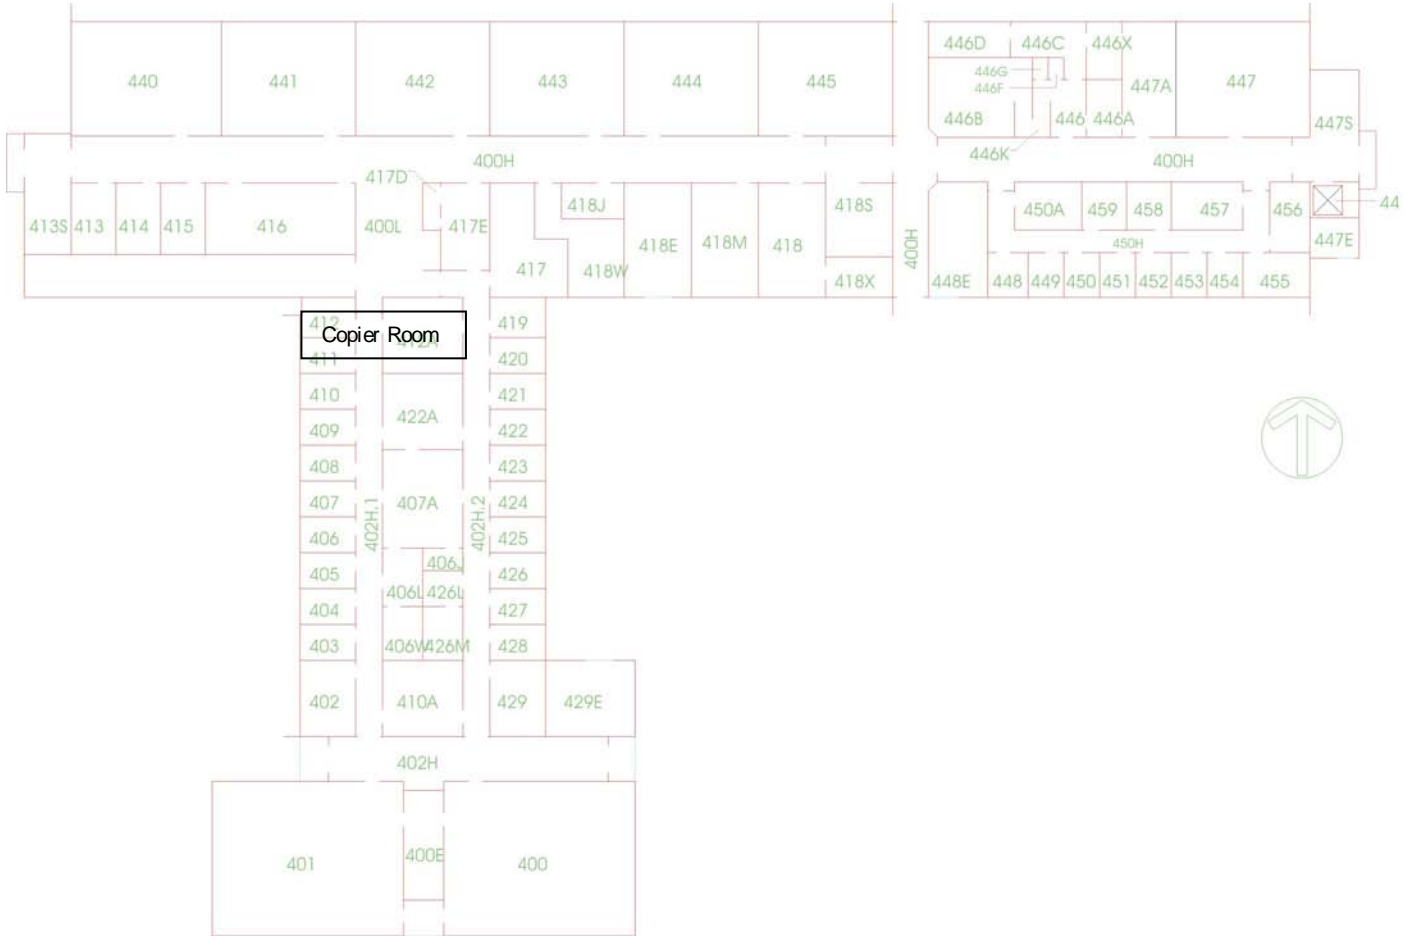 446D 446C 446X
440 441 442 443 444 445 446G 447A 447
446F
446B 446 446A 447S
400H 446K 400H
417D
413S 413 414 415 416 400L 417E 418J 418S 450A 459 458 457 456 44
417 418W 418E 418M 418 400H 450H 447E
418X 448E 448 449 450 451 452 453 454 455
412 419
Copier Room
412A
411 420
410 421
422A
409 422
408 423
407 407A 424
402H.1 402H.2
406 425
406J
405 426
406L 426L
404 427
403 406W 426M 428
402 410A 429 429E
402H
401 400E 400